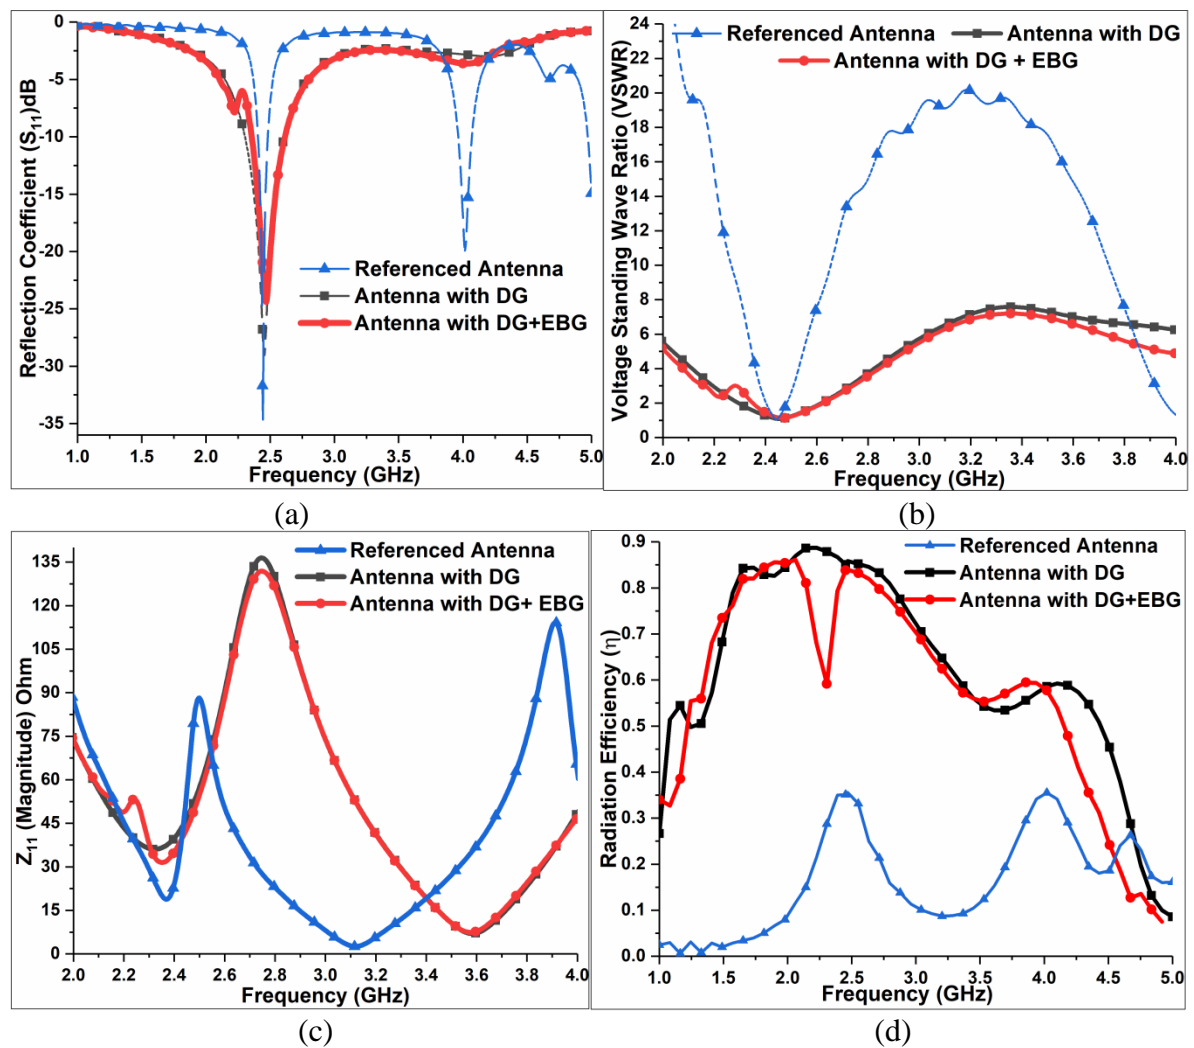 0
-5
-10
-15
-20
-25
-30
-35
Reflection Coefficient (S11)dB
Referenced Antenna
Antenna with DG
Antenna with DG+EBG
1.0 1.5 2.0 2.5 3.0 3.5 4.0 4.5 5.0
Frequency (GHz)
(a)
24
22
20
18
16
14
12
10
8
6
4
2
0
Voltage Standing Wave Ratio (VSWR)
Referenced Antenna Antenna with DG
Antenna with DG + EBG
2.0 2.2 2.4 2.6 2.8 3.0 3.2 3.4 3.6 3.8 4.0
Frequency (GHz)
(b)
135
120
105
90
75
60
45
30
15
0
Z11 (Magnitude) Ohm
Referenced Antenna
Antenna with DG
Antenna with DG+ EBG
2.0 2.2 2.4 2.6 2.8 3.0 3.2 3.4 3.6 3.8 4.0
Frequency (GHz)
(c)
0.9
0.8
0.7
0.6
0.5
0.4
0.3
0.2
0.1
0.0
Radiation Efficiency (η)
Referenced Antenna
Antenna with DG
Antenna with DG+EBG
1.0 1.5 2.0 2.5 3.0 3.5 4.0 4.5 5.0
Frequency (GHz)
(d)